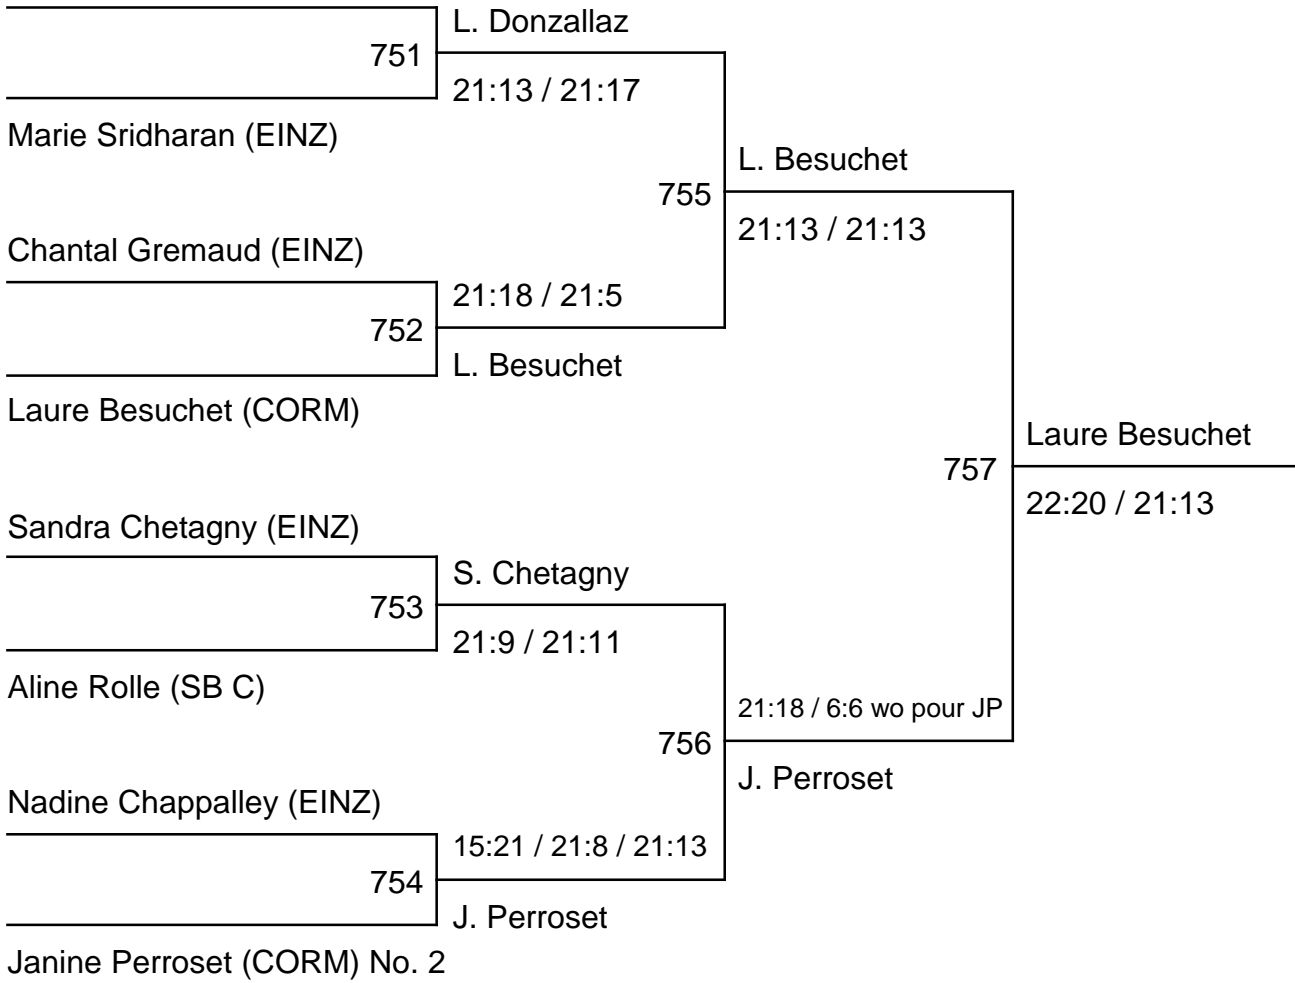 L. Donzallaz
751
21:13 / 21:17
Marie Sridharan (EINZ)
L. Besuchet
755
21:13 / 21:13
Chantal Gremaud (EINZ)
21:18 / 21:5
752
L. Besuchet
Laure Besuchet (CORM)
Laure Besuchet
757
22:20 / 21:13
Sandra Chetagny (EINZ)
S. Chetagny
753
21:9 / 21:11
Aline Rolle (SB C)
21:18 / 6:6 wo pour JP
756
J. Perroset
Nadine Chappalley (EINZ)
15:21 / 21:8 / 21:13
754
J. Perroset
Janine Perroset (CORM) No. 2